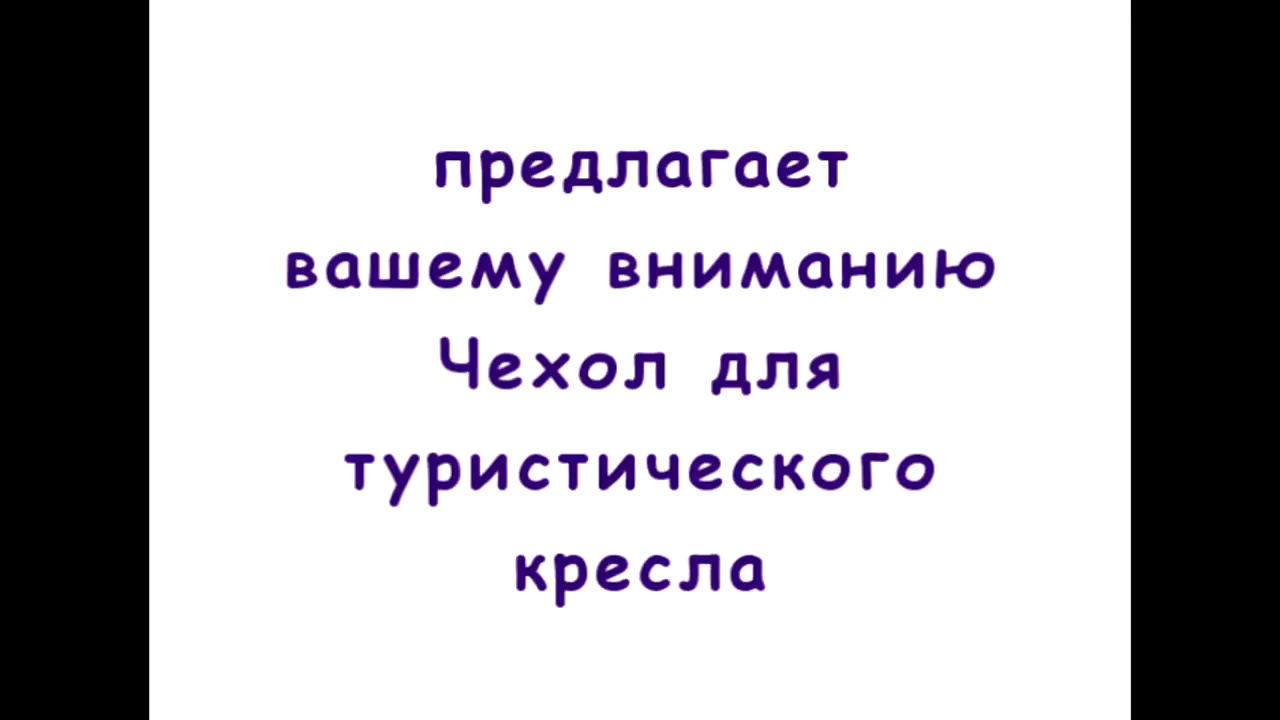 предлагает
вашему вниманию
Чехол для
туристического
кресла